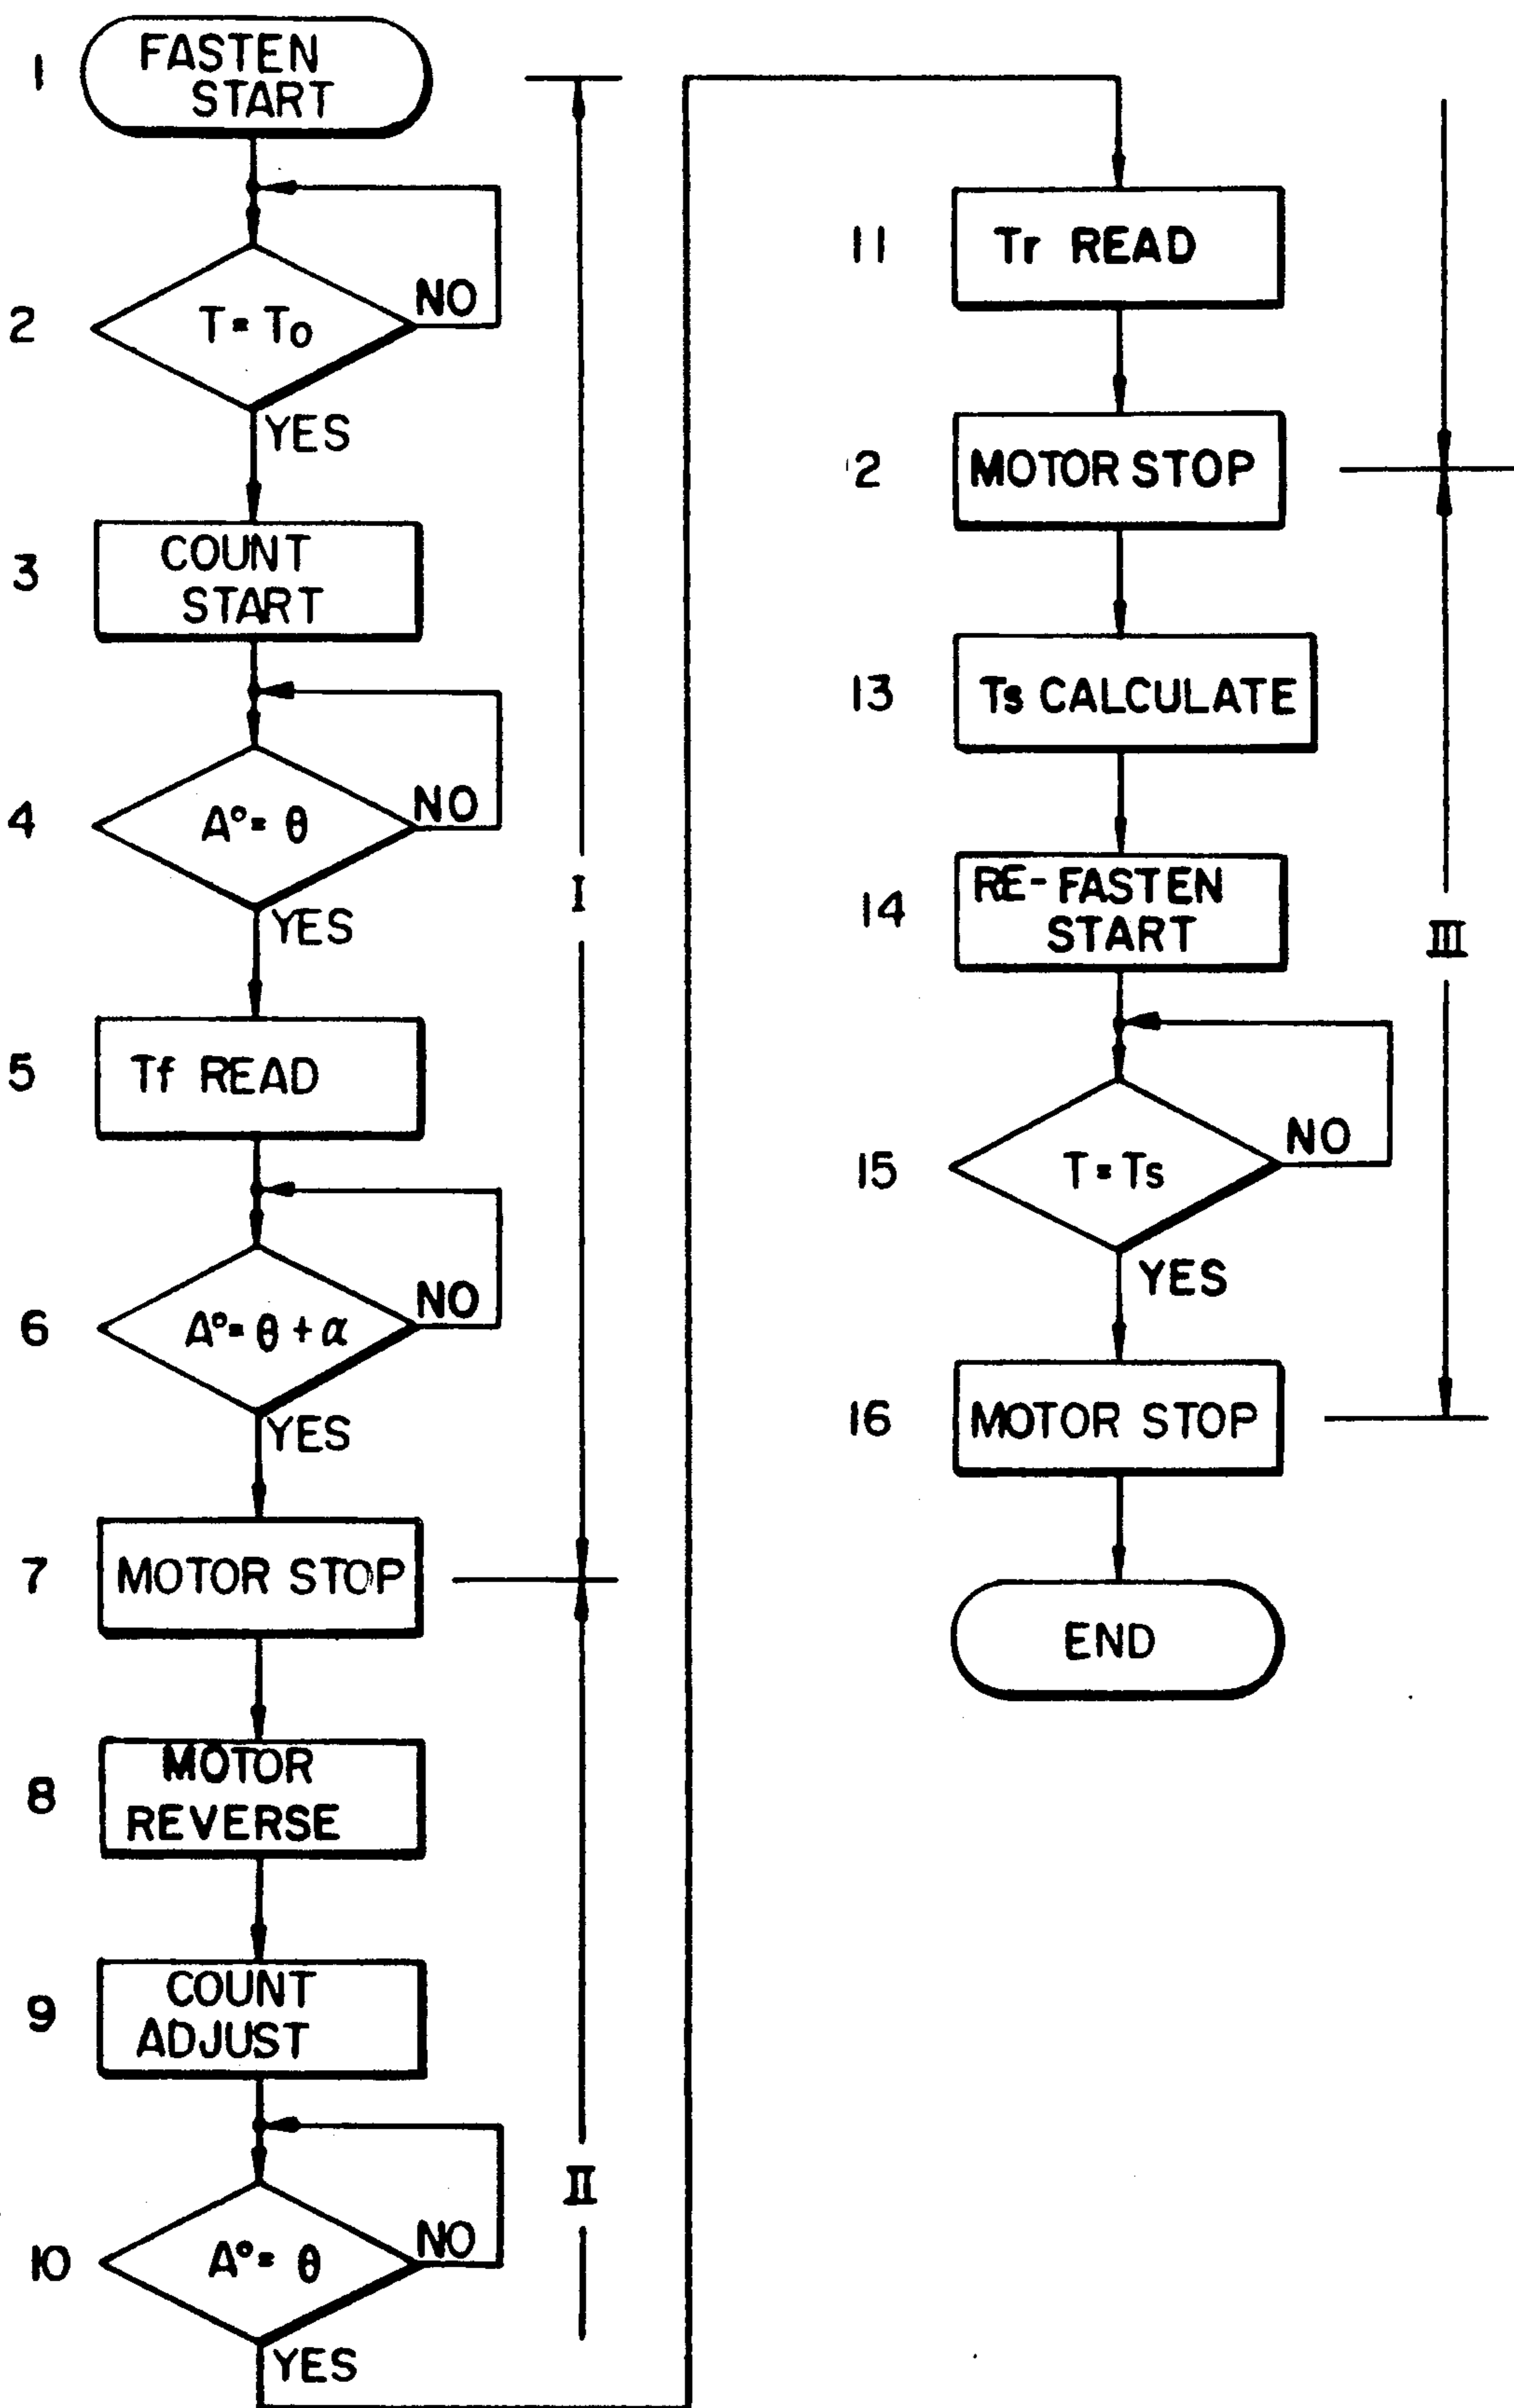 1
FASTEN
START
2
T = To
NO
YES
3
COUNT
START
4
A° = θ
NO
YES
5
Tf READ
6
A° = θ + α
NO
YES
7
MOTOR STOP
8
MOTOR
REVERSE
9
COUNT
ADJUST
10
A° = θ
NO
YES
I
II
11
Tr READ
12
MOTOR STOP
13
Ts CALCULATE
14
RE-FASTEN
START
15
T = Ts
NO
YES
16
MOTOR STOP
END
III